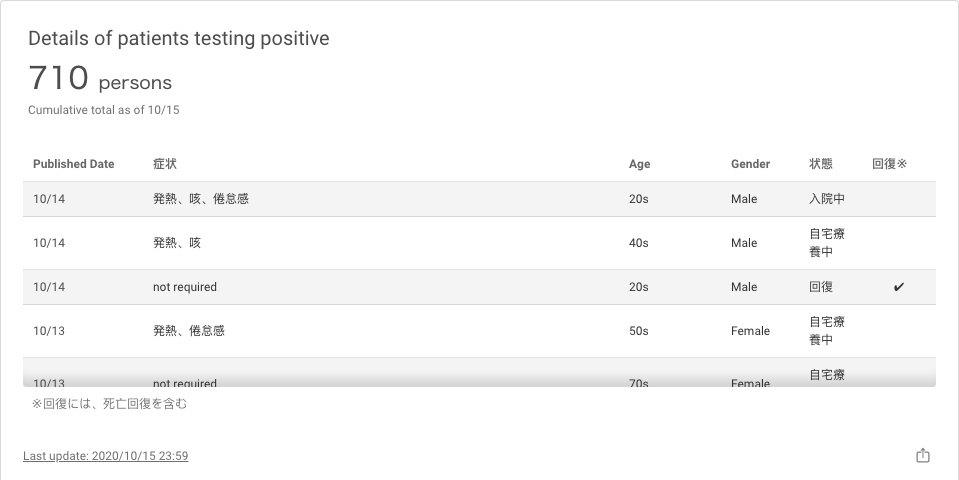 Details of patients testing positive
710 persons
Cumulative total as of 10/15
Published Date 症状 Age Gender 状態 回復※
10/14 発熱、咳、倦怠感 20s Male 入院中
10/14 発熱、咳 40s Male 自宅療
養中
10/14 not required 20s Male 回復 ✔
10/13 発熱、倦怠感 50s Female 自宅療
養中
10/13 not required 70s Female 自宅療
※回復には、死亡回復を含む
Last update: 2020/10/15 23:59